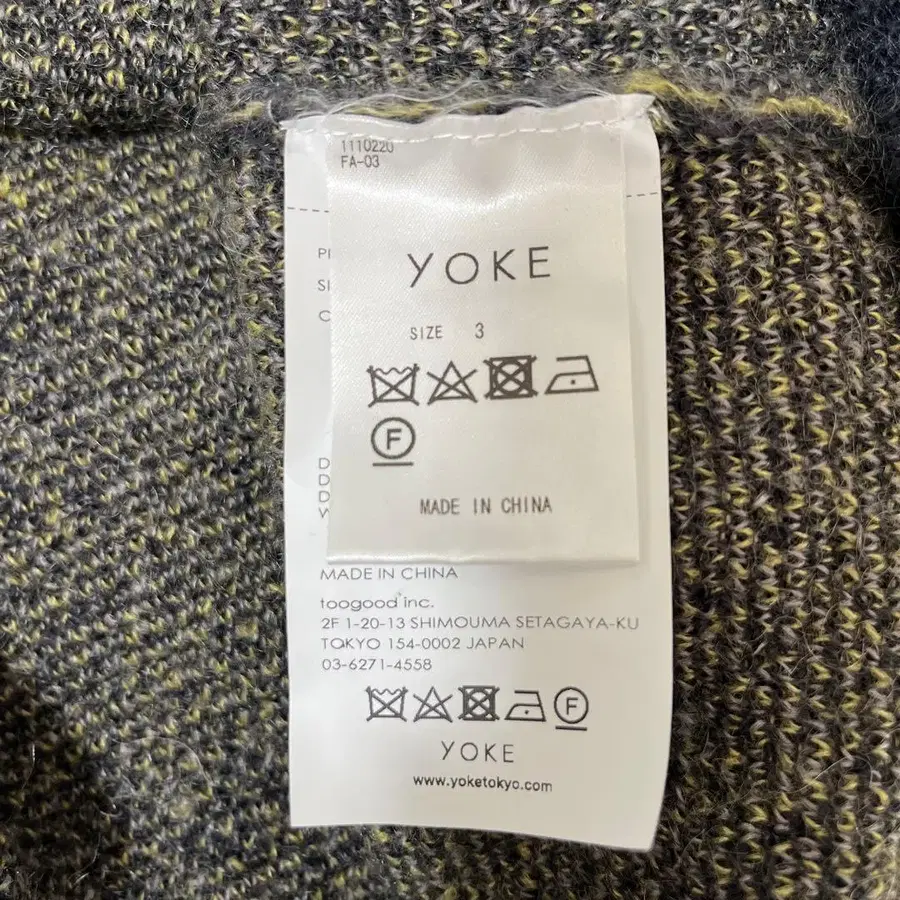 1110220
FA-03
YOKE
SIZE 3
F
MADE IN CHINA
MADE IN CHINA
toogood inc.
2F 1-20-13 SHIMOUMA SETAGAYA-KU
TOKYO 154-0002 JAPAN
03-6271-4558
F
YOKE
www.yoketokyo.com